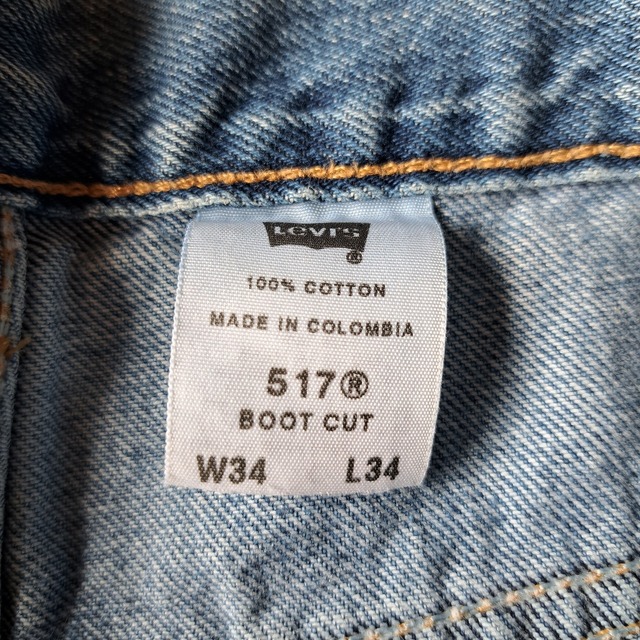 Levi's
®
100% COTTON
MADE IN COLOMBIA
517®
BOOT CUT
W34 L34